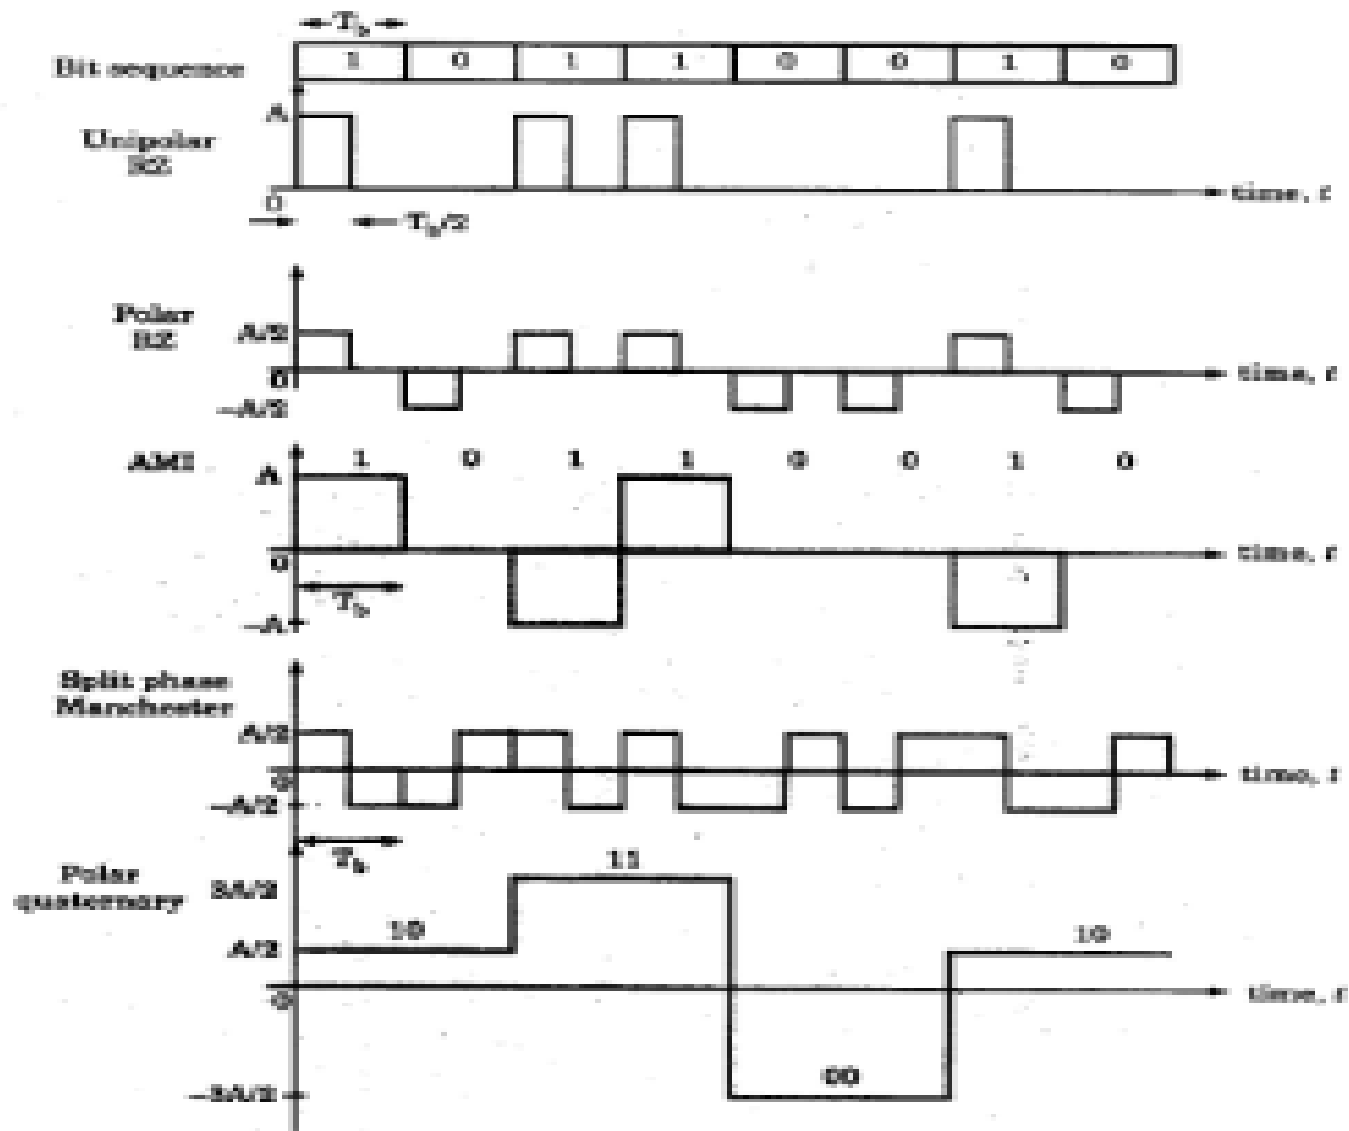 T_b
Bit sequence 1 0 1 1 0 0 1 0
A
Unipolar
RZ
0
time, t
T_b/2
Polar
RZ
A/2
0
time, t
-A/2
AMI 1 0 1 1 0 0 1 0
A
0
time, t
T_b
-A
Split phase
Manchester
A/2
0
time, t
-A/2
T_b
11
Polar
quaternary
3A/2
10
10
A/2
0
time, t
00
-3A/2